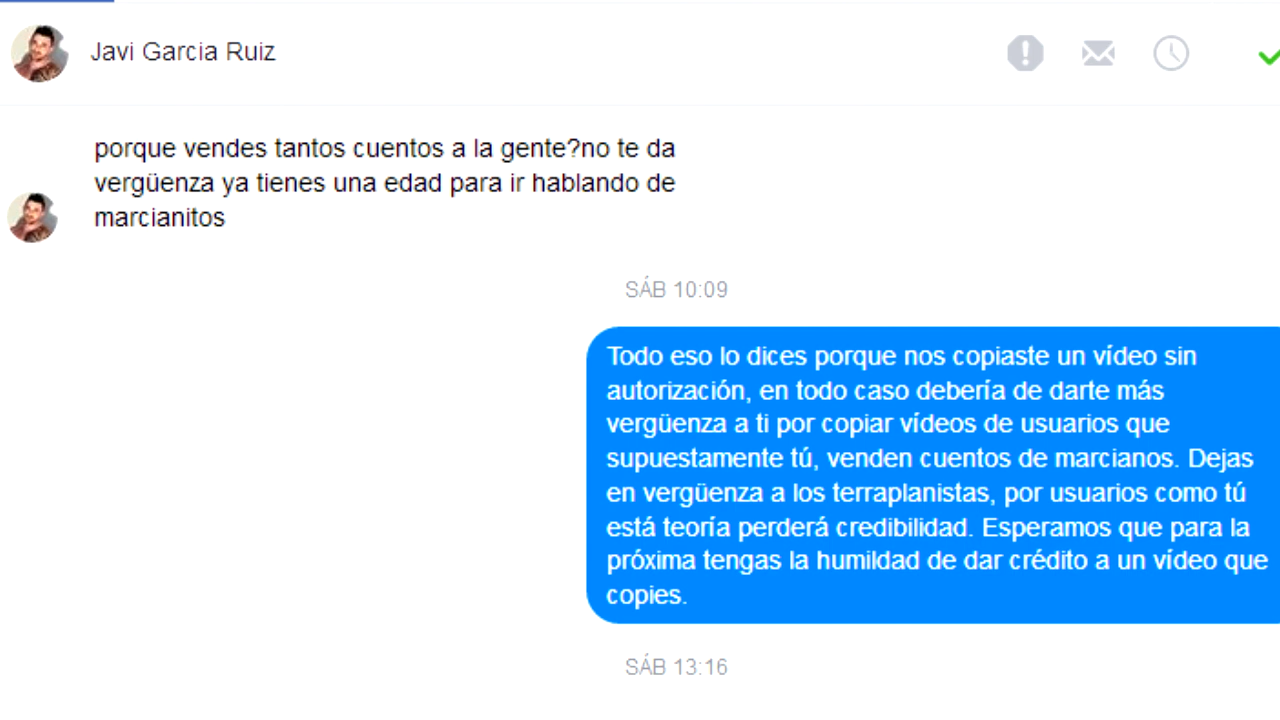 Javi Garcia Ruiz
porque vendes tantos cuentos a la gente?no te da
vergüenza ya tienes una edad para ir hablando de
marcianitos
SÁB 10:09
Todo eso lo dices porque nos copiaste un vídeo sin
autorización, en todo caso debería de darte más
vergüenza a ti por copiar vídeos de usuarios que
supuestamente tú, venden cuentos de marcianos. Dejas
en vergüenza a los terraplanistas, por usuarios como tú
está teoría perderá credibilidad. Esperamos que para la
próxima tengas la humildad de dar crédito a un vídeo que
copies.
SÁB 13:16